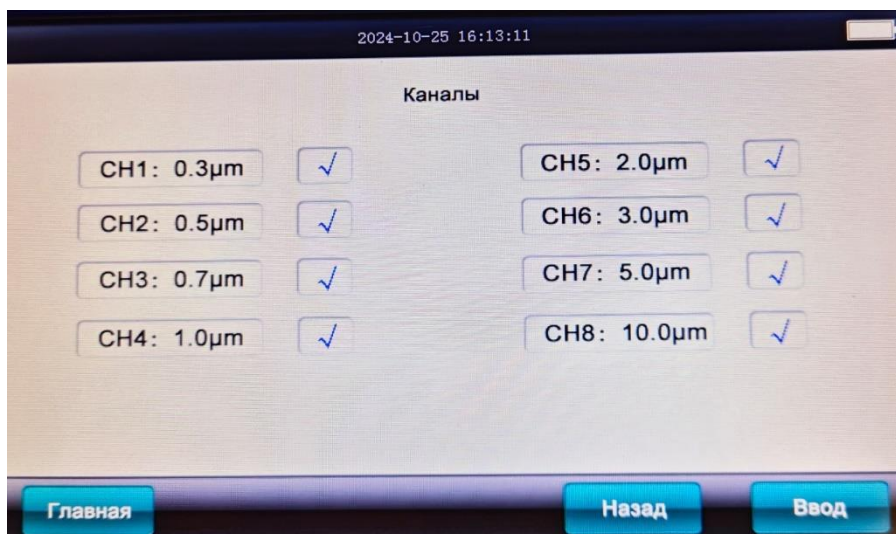 2024-10-25 16:13:11
Каналы
CH1: 0.3µm √
CH2: 0.5µm √
CH3: 0.7µm √
CH4: 1.0µm √
CH5: 2.0µm √
CH6: 3.0µm √
CH7: 5.0µm √
CH8: 10.0µm √
Главная
Назад
Ввод